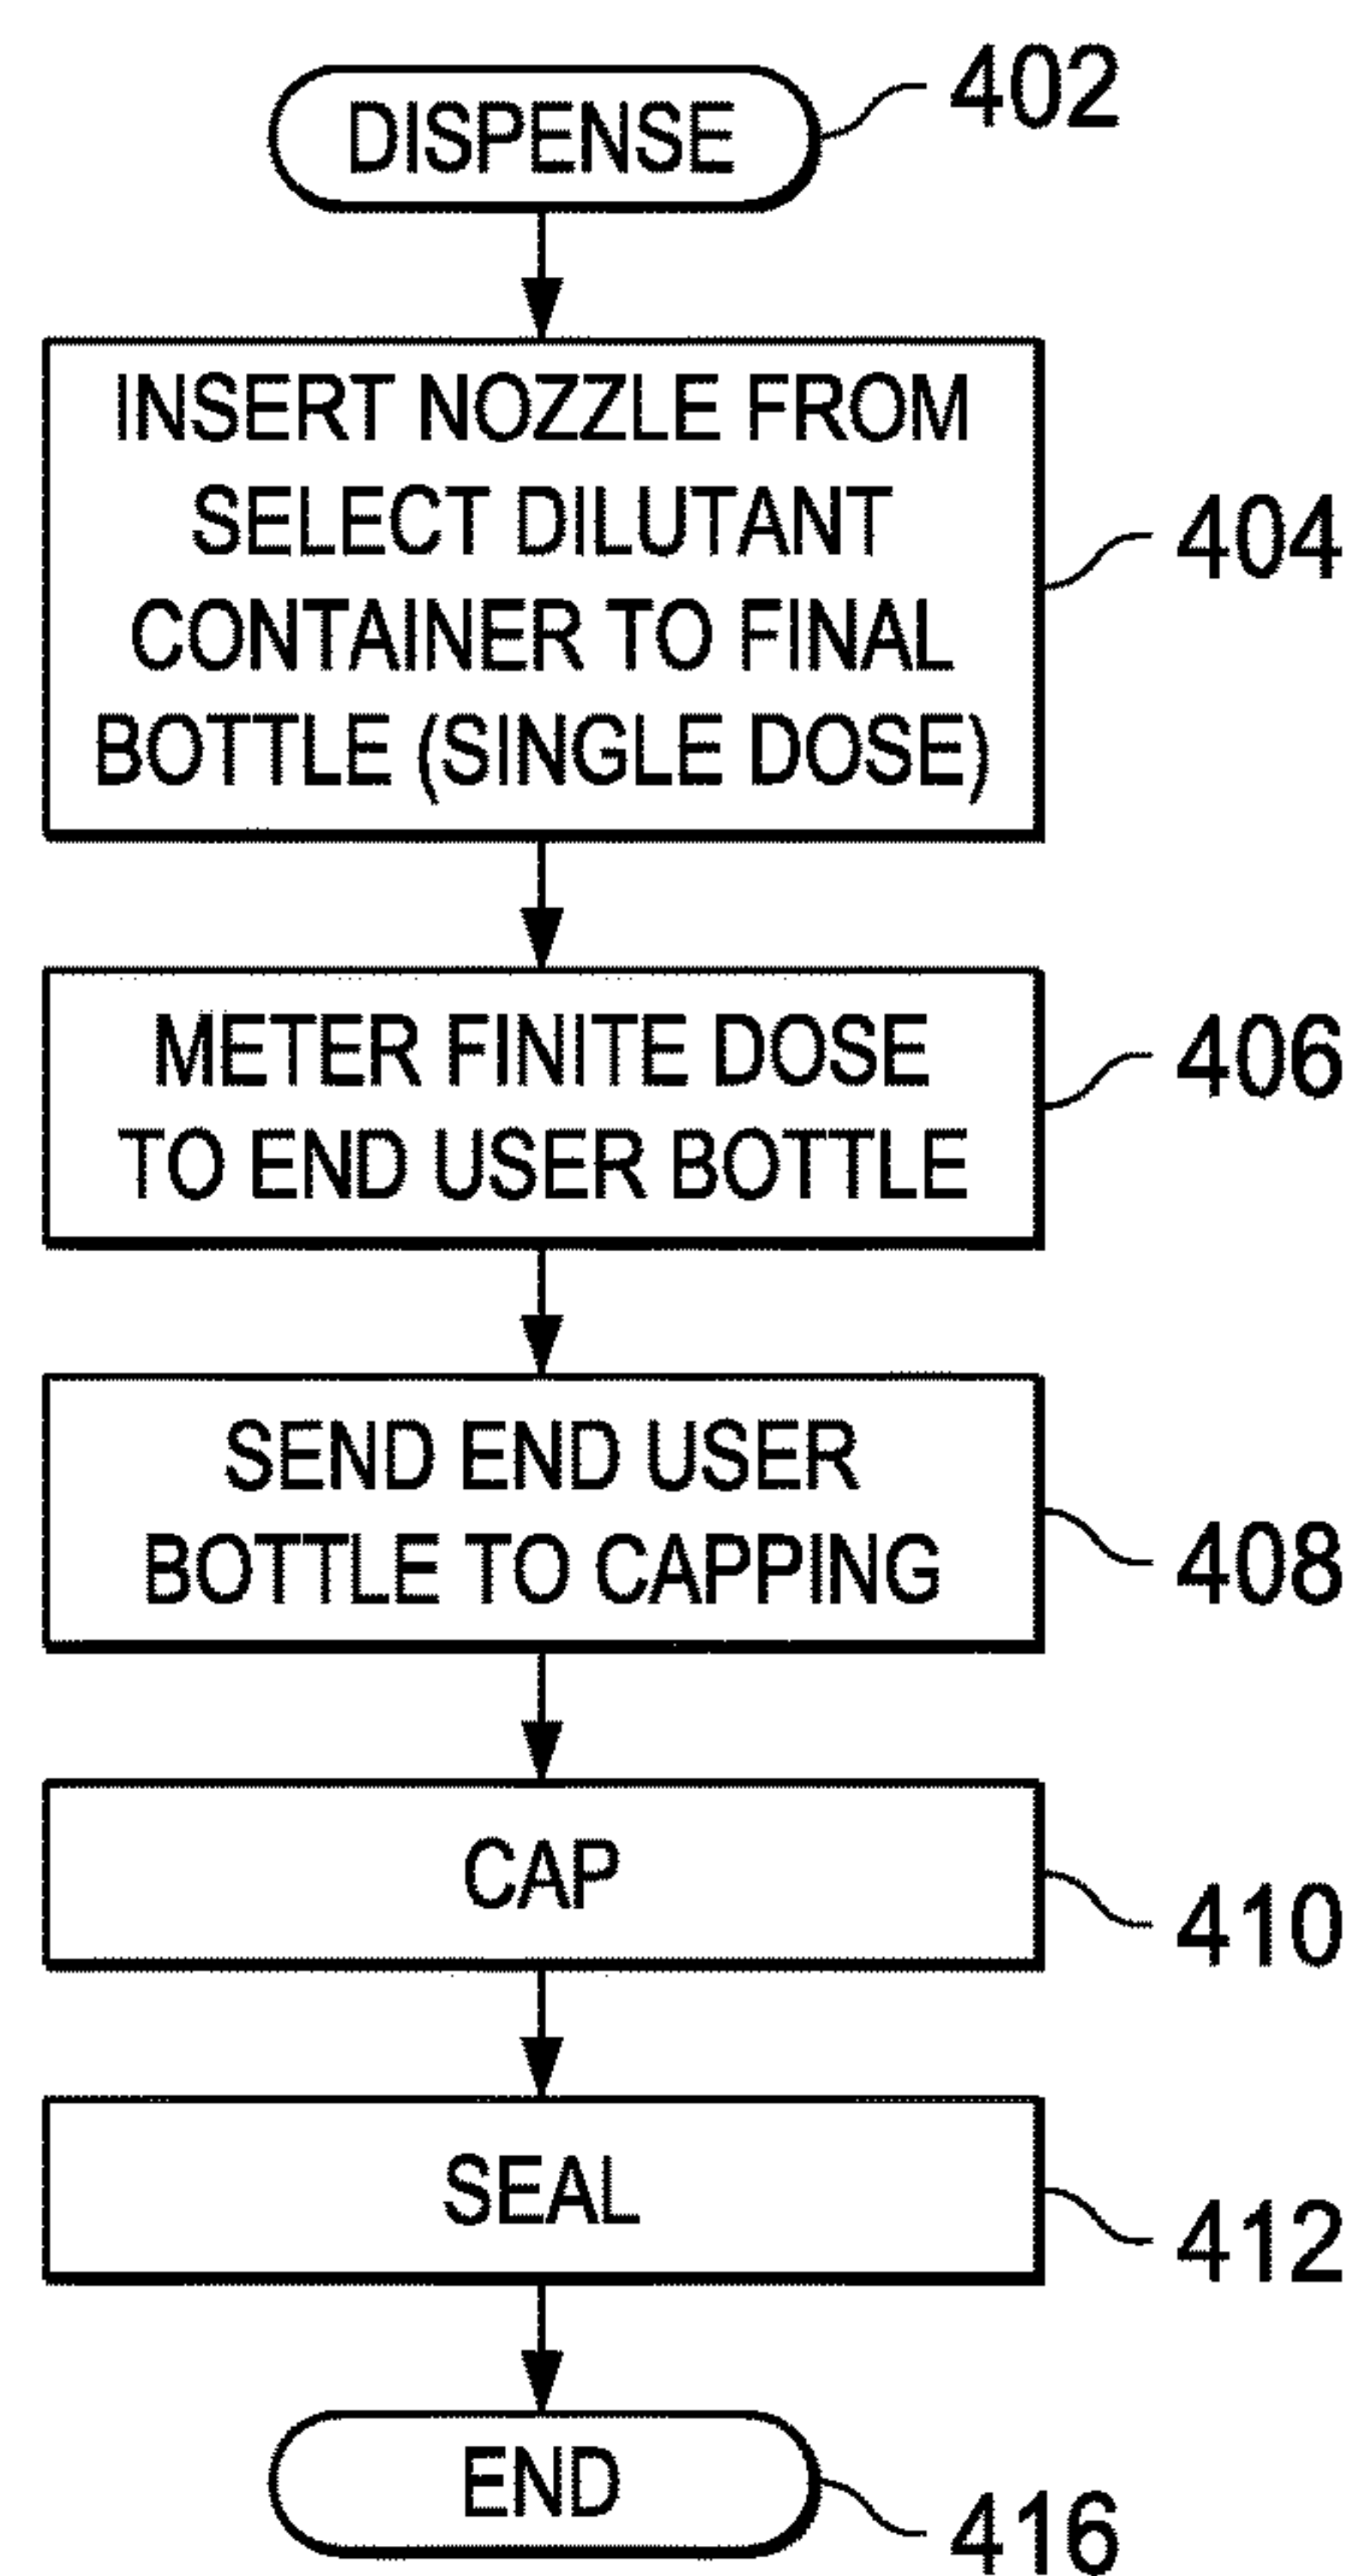 DISPENSE
402
INSERT NOZZLE FROM
SELECT DILUTANT
CONTAINER TO FINAL
BOTTLE (SINGLE DOSE)
404
METER FINITE DOSE
TO END USER BOTTLE
406
SEND END USER
BOTTLE TO CAPPING
408
CAP
410
SEAL
412
END
416